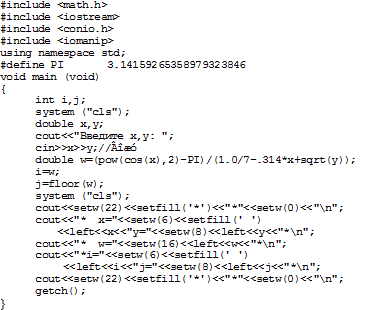 #include <math.h>
#include <iostream>
#include <conio.h>
#include <iomanip>
using namespace std;
#define PI      3.14159265358979323846
void main (void)
{
     int i,j;
     system ("cls");
     double x,y;
     cout<<"Введите x,y: ";
     cin>>x>>y;//Ââîæó
     double w=(pow(cos(x),2)-PI)/(1.0/7-.314*x+sqrt(y));
     i=w;
     j=floor(w);
     system ("cls");
     cout<<setw(22)<<setfill('*')<<"*"<<setw(0)<<"\n";
     cout<<"*  x="<<setw(6)<<setfill(' ')
        <<left<<x<<"y="<<setw(8)<<left<<y<<"*\n";
     cout<<"*  w="<<setw(16)<<left<<w<<"*\n";
     cout<<"*i="<<setw(6)<<setfill(' ')
         <<left<<i<<"j="<<setw(8)<<left<<j<<"*\n";
     cout<<setw(22)<<setfill('*')<<"*"<<setw(0)<<"\n";
     getch();
}